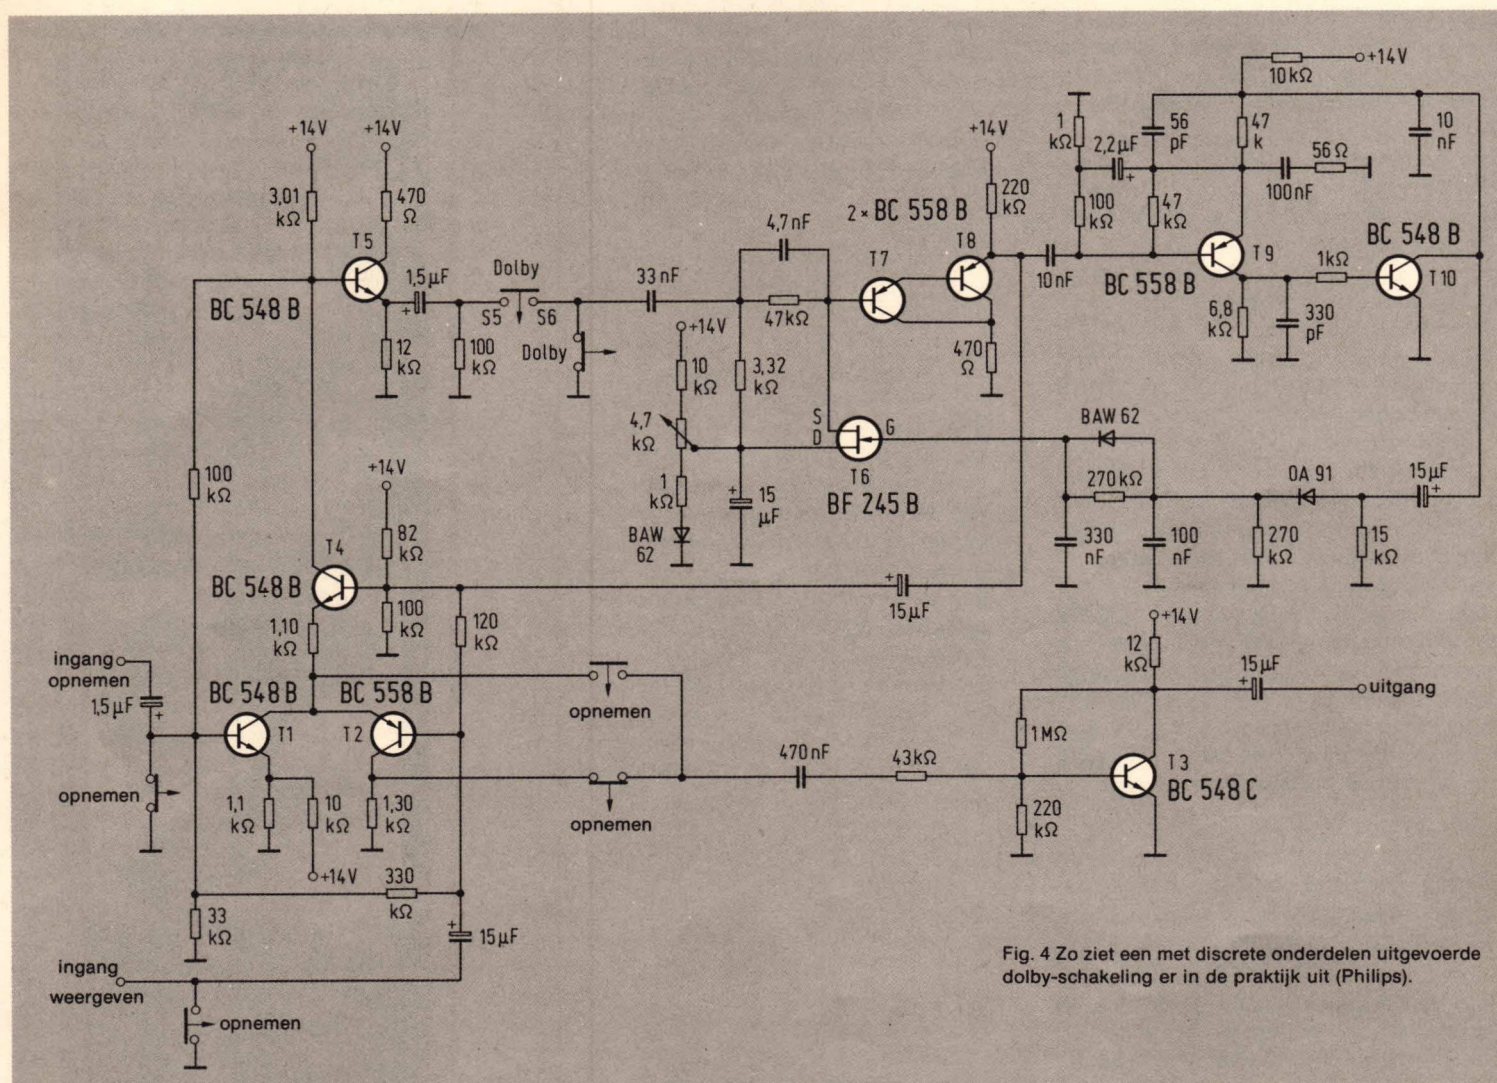 +14V
10kΩ
+14V
+14V
+14V
1
kΩ
2,2µF
56
pF
47
k
56Ω
100nF
10
nF
3,01
kΩ
470
Ω
T5
BC 548 B
1,5µF
+
12
kΩ
100
kΩ
Dolby
S5
S6
Dolby
33nF
4,7nF
47kΩ
2× BC 558 B
T7
T8
220
kΩ
470
Ω
10nF
100
kΩ
47
kΩ
BC 558 B
T9
6,8
kΩ
330
pF
1kΩ
BC 548 B
T10
+14V
10
kΩ
4,7
kΩ
1
kΩ
BAW
62
3,32
kΩ
+
15
µF
S
D
G
T6
BF 245 B
BAW 62
270kΩ
330
nF
100
nF
OA 91
270
kΩ
15
kΩ
15µF
+
100
kΩ
+14V
82
kΩ
T4
BC 548 B
100
kΩ
120
kΩ
+
15µF
1,10
kΩ
ingang
opnemen
1,5µF
+
BC 548 B
T1
BC 558 B
T2
opnemen
opnemen
opnemen
1,1
kΩ
10
kΩ
+14V
1,30
kΩ
330
kΩ
33
kΩ
+
15µF
470nF
43kΩ
1MΩ
220
kΩ
+14V
12
kΩ
T3
BC 548 C
15µF
+
uitgang
ingang
weergeven
opnemen
Fig. 4 Zo ziet een met discrete onderdelen uitgevoerde
dolby-schakeling er in de praktijk uit (Philips).